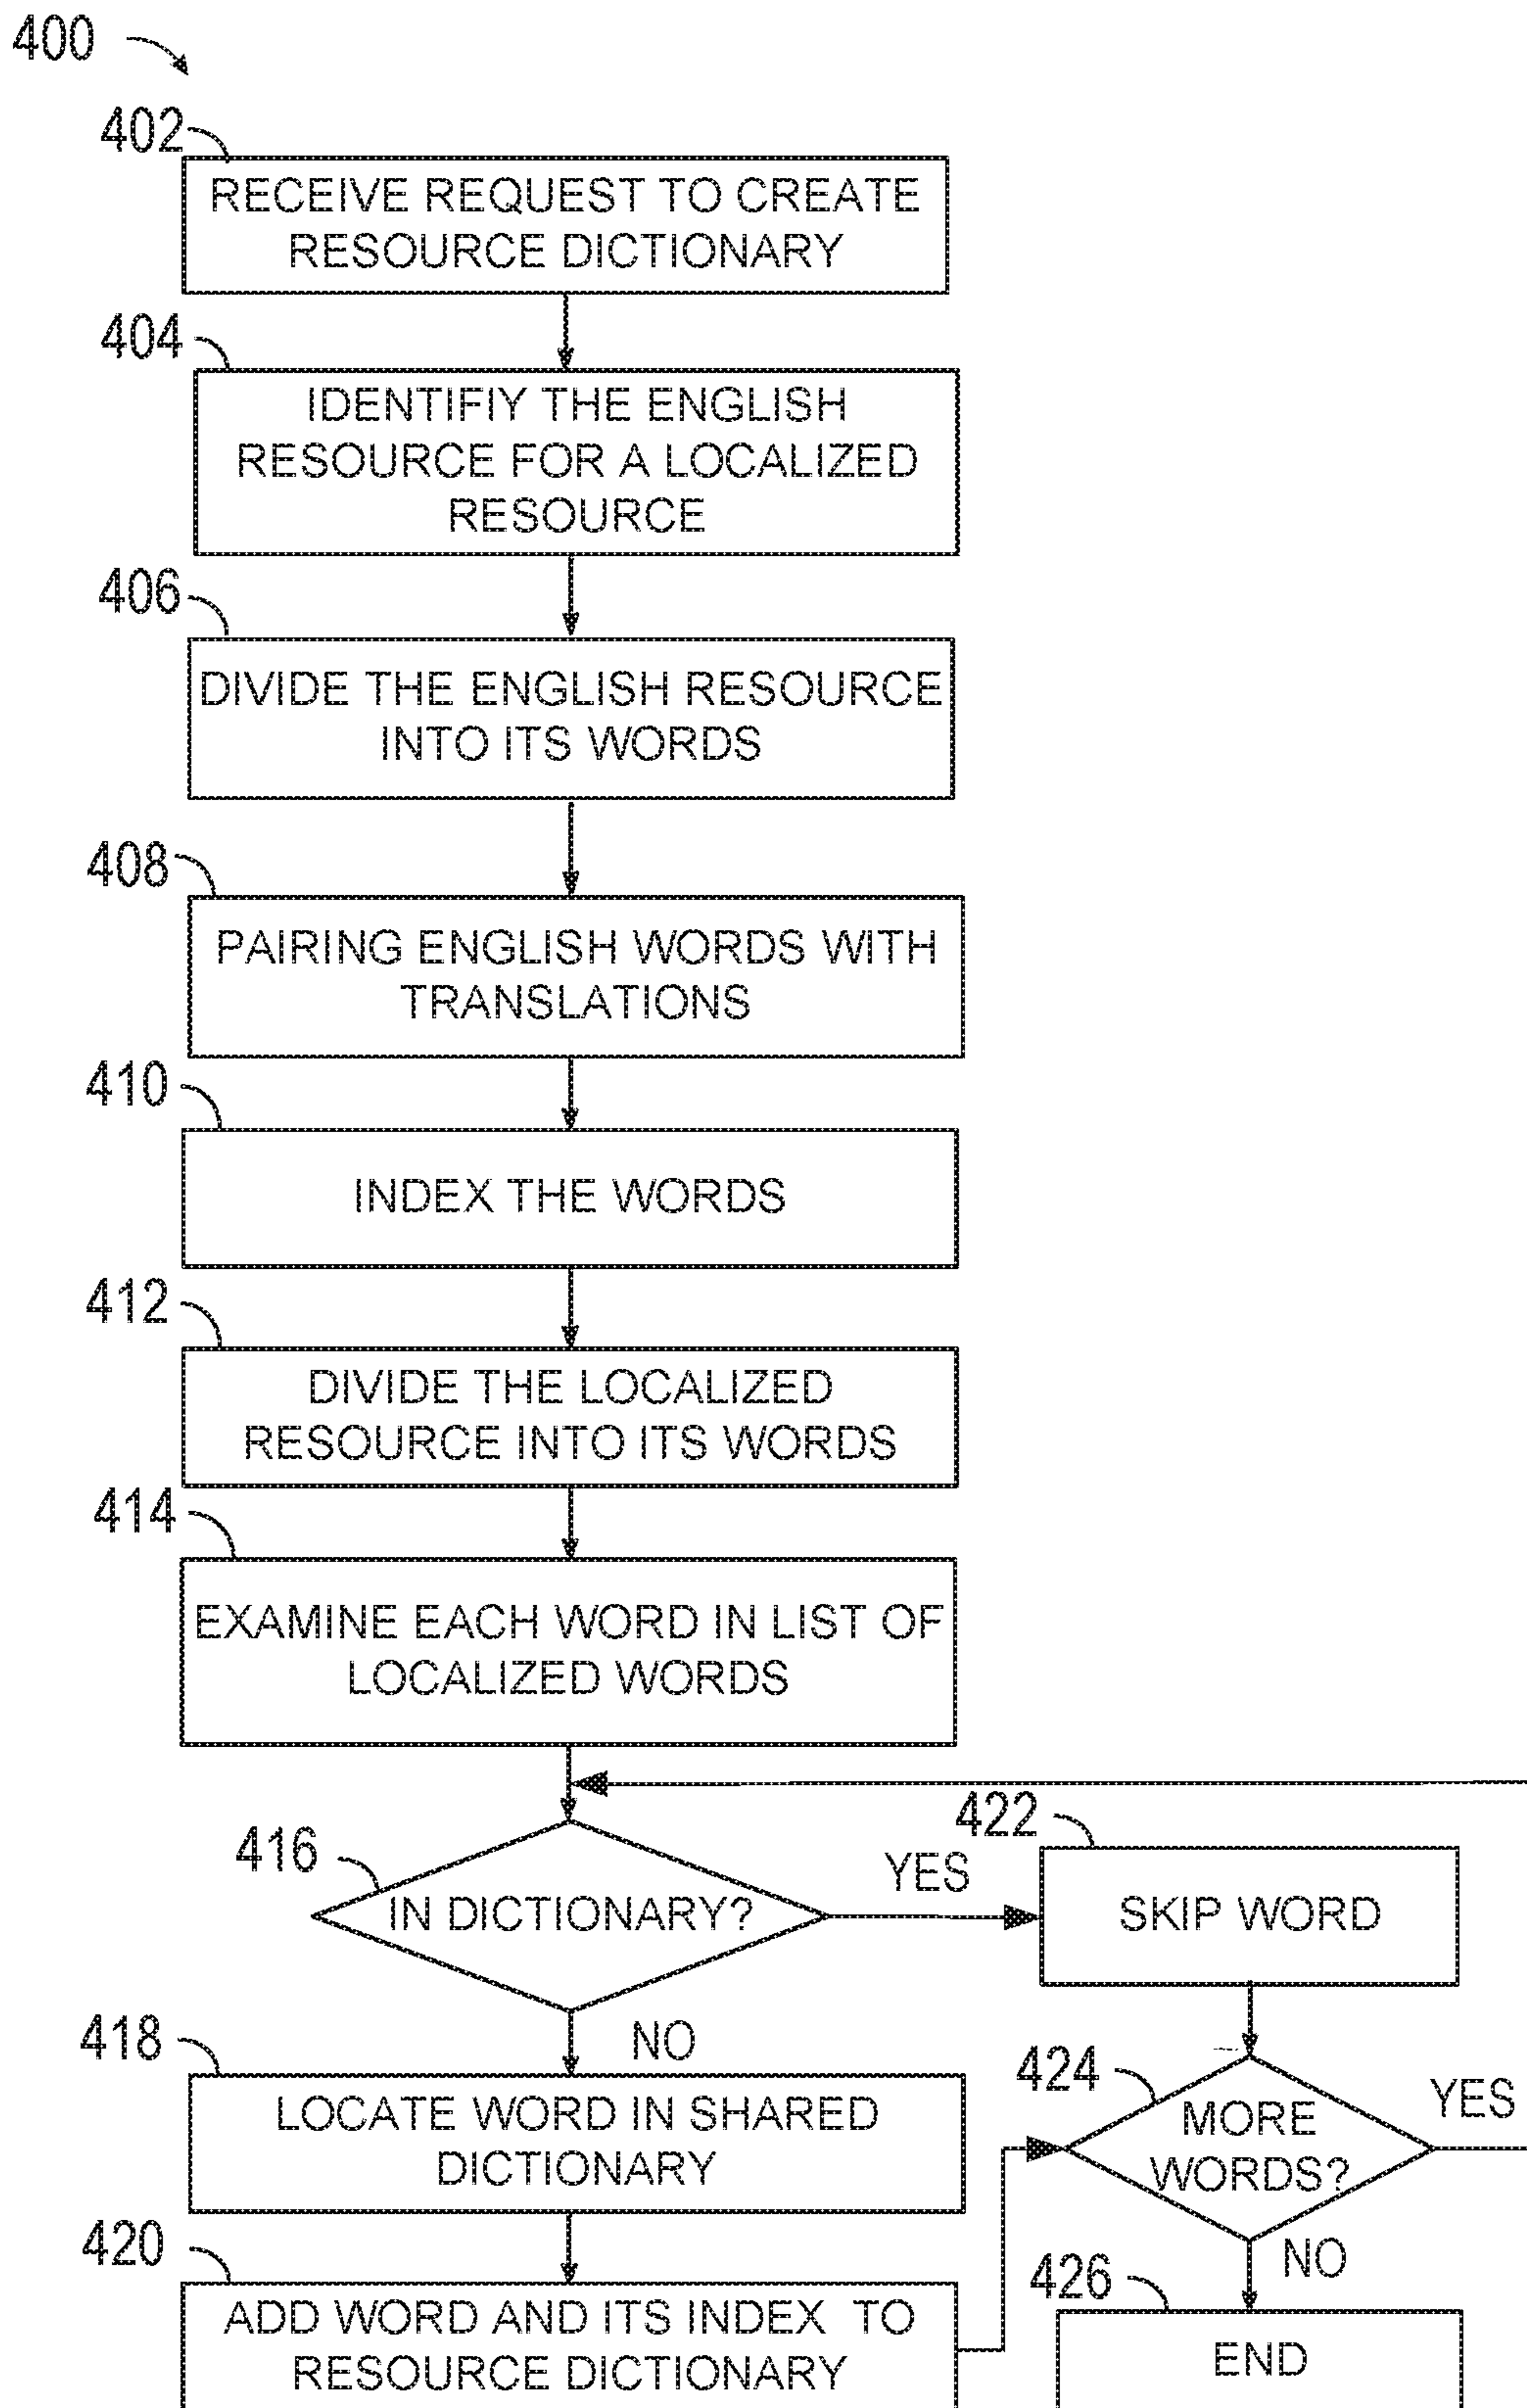 400
402
RECEIVE REQUEST TO CREATE
RESOURCE DICTIONARY
404
IDENTIFIY THE ENGLISH
RESOURCE FOR A LOCALIZED
RESOURCE
406
DIVIDE THE ENGLISH RESOURCE
INTO ITS WORDS
408
PAIRING ENGLISH WORDS WITH
TRANSLATIONS
410
INDEX THE WORDS
412
DIVIDE THE LOCALIZED
RESOURCE INTO ITS WORDS
414
EXAMINE EACH WORD IN LIST OF
LOCALIZED WORDS
416
IN DICTIONARY?
YES
422
SKIP WORD
NO
418
LOCATE WORD IN SHARED
DICTIONARY
424
MORE
WORDS?
YES
420
ADD WORD AND ITS INDEX TO
RESOURCE DICTIONARY
NO
426
END